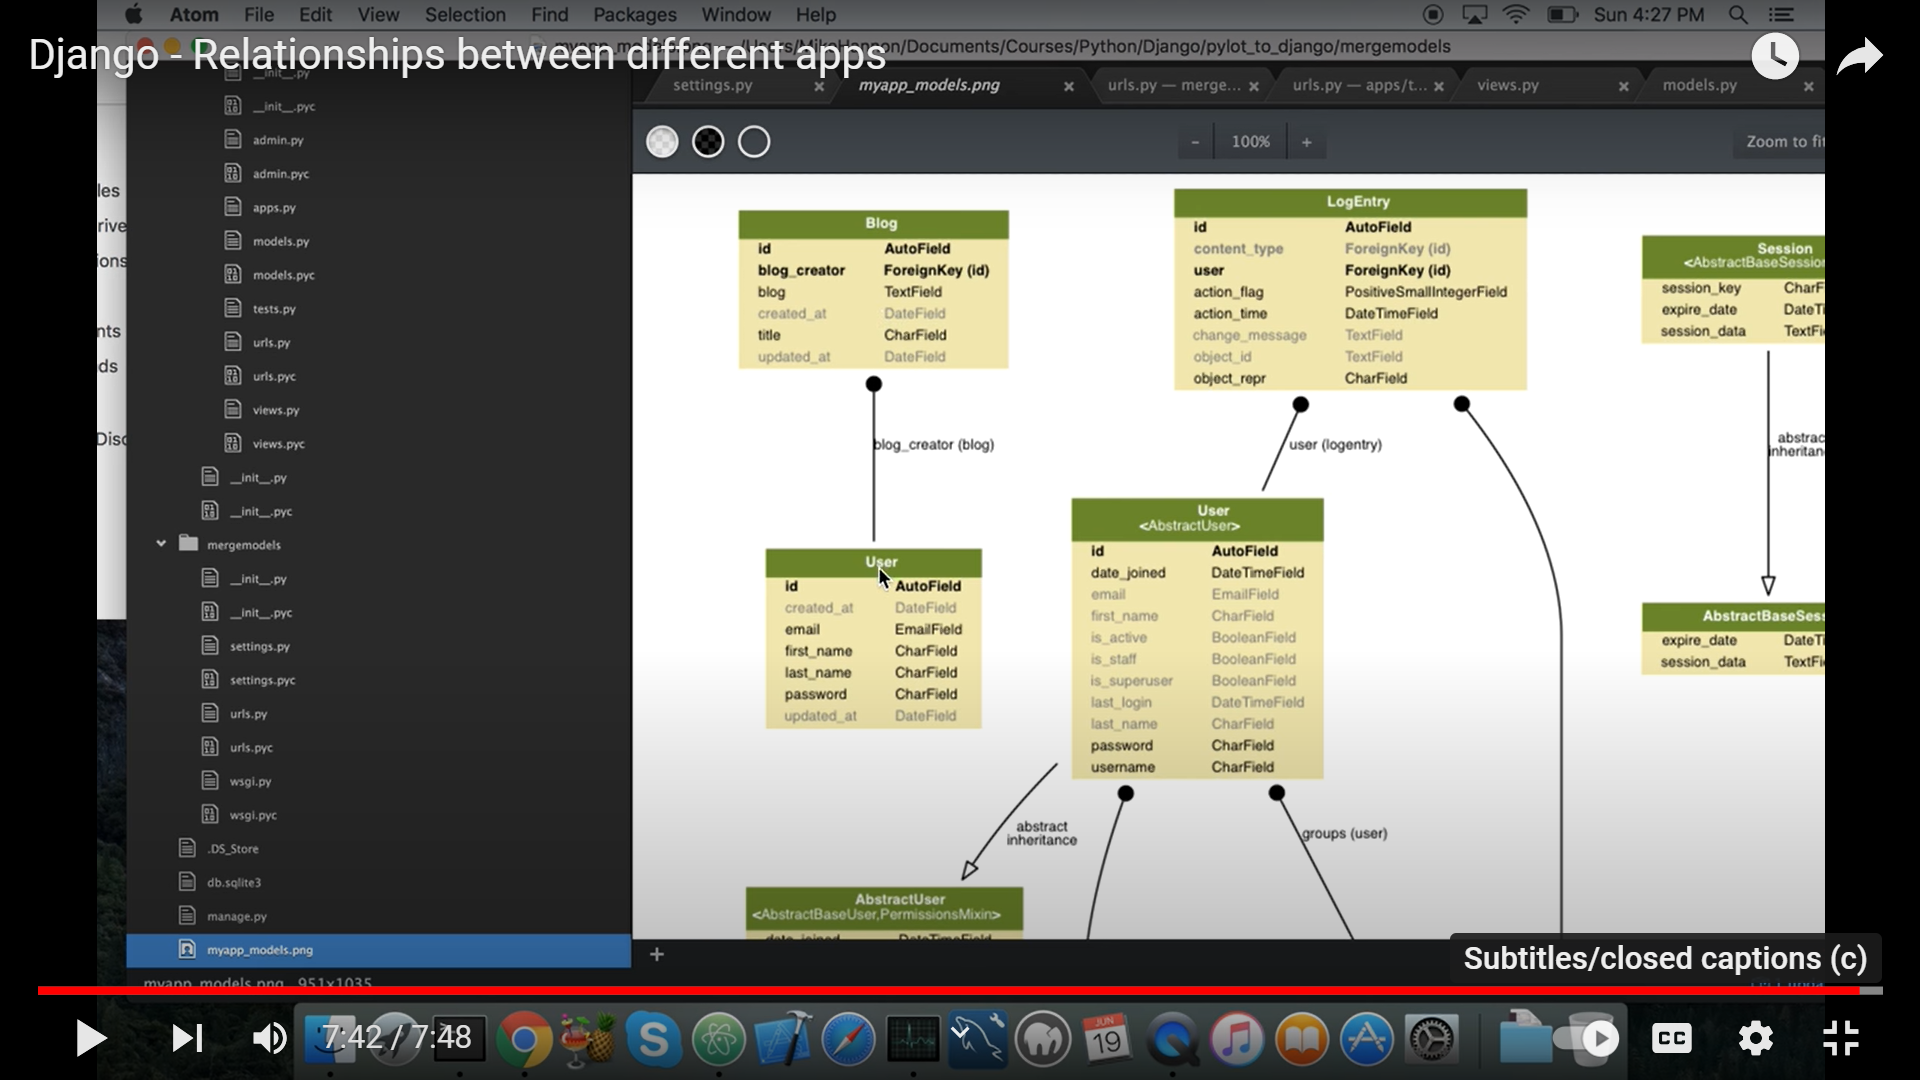 Atom File Edit View Selection Find Packages Window Help
Sun 4:27 PM
Django - Relationships between different apps
/Users/MikeHannon/Documents/Courses/Python/Django/pylot_to_django/mergemodels
settings.py
myapp_models.png
urls.py — merge...
urls.py — apps/t...
views.py
models.py
- 100% +
Zoom to fit
les
rive
ions
nts
ds
Disc
__init__.py
__init__.pyc
admin.py
admin.pyc
apps.py
models.py
models.pyc
tests.py
urls.py
urls.pyc
views.py
views.pyc
__init__.py
__init__.pyc
mergemodels
__init__.py
__init__.pyc
settings.py
settings.pyc
urls.py
urls.pyc
wsgi.py
wsgi.pyc
.DS_Store
db.sqlite3
manage.py
myapp_models.png
myapp_models.png 951x1035
Blog
id AutoField
blog_creator ForeignKey (id)
blog TextField
created_at DateField
title CharField
updated_at DateField
blog_creator (blog)
User
id AutoField
created_at DateField
email EmailField
first_name CharField
last_name CharField
password CharField
updated_at DateField
LogEntry
id AutoField
content_type ForeignKey (id)
user ForeignKey (id)
action_flag PositiveSmallIntegerField
action_time DateTimeField
change_message TextField
object_id TextField
object_repr CharField
user (logentry)
User
<AbstractUser>
id AutoField
date_joined DateTimeField
email EmailField
first_name CharField
is_active BooleanField
is_staff BooleanField
is_superuser BooleanField
last_login DateTimeField
last_name CharField
password CharField
username CharField
abstract
inheritance
groups (user)
AbstractUser
<AbstractBaseUser,PermissionsMixin>
date_joined DateTimeField
Session
<AbstractBaseSession
session_key CharF
expire_date DateTi
session_data TextFi
abstrac
inheritan
AbstractBaseSess
expire_date DateTi
session_data TextFi
+
Subtitles/closed captions (c)
7:42 / 7:48
JUN
19
CC